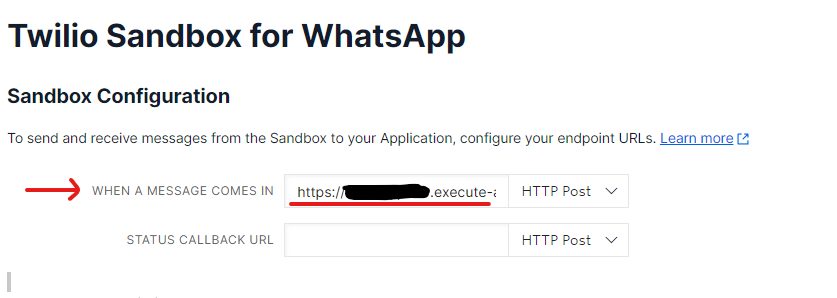 Twilio Sandbox for WhatsApp
Sandbox Configuration
To send and receive messages from the Sandbox to your Application, configure your endpoint URLs. Learn more
WHEN A MESSAGE COMES IN https:// .execute-a HTTP Post
STATUS CALLBACK URL HTTP Post